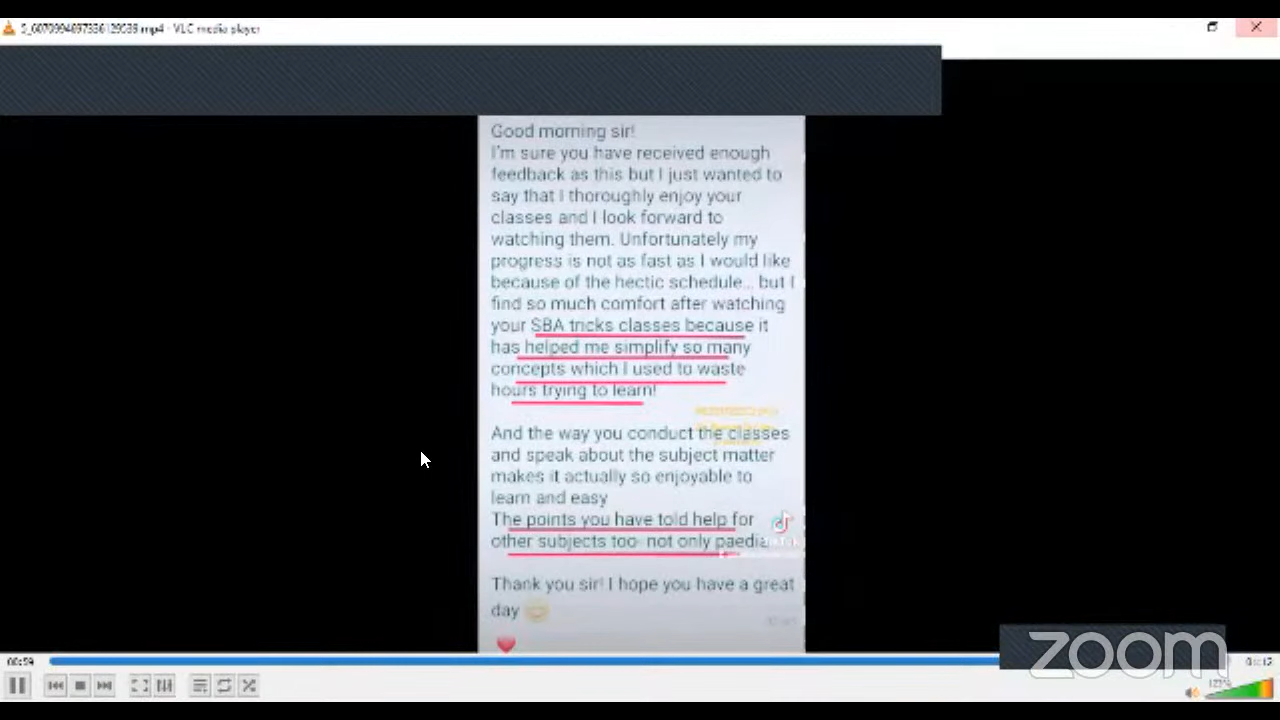 mp4 - VLC media player
Good morning sir!
I'm sure you have received enough
feedback as this but I just wanted to
say that I thoroughly enjoy your
classes and I look forward to
watching them. Unfortunately my
progress is not as fast as I would like
because of the hectic schedule... but I
find so much comfort after watching
your SBA tricks classes because it
has helped me simplify so many
concepts which I used to waste
hours trying to learn!
And the way you conduct the classes
and speak about the subject matter
makes it actually so enjoyable to
learn and easy
The points you have told help for
other subjects too- not only paedia
Thank you sir! I hope you have a great
day
zoom
00:59